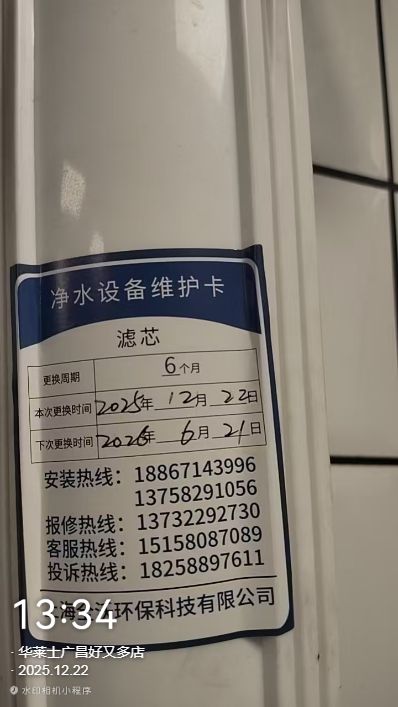 净水设备维护卡
滤芯
更换周期 6个月
本次更换时间 2025年 12月 22日
下次更换时间 2026年 6月 21日
安装热线：18867143996
13758291056
报修热线：13732292730
客服热线：15158087089
投诉热线：18258897611
海 环保科技有限公司
13:34
· 华莱士广昌好又多店
· 2025.12.22
水印相机小程序